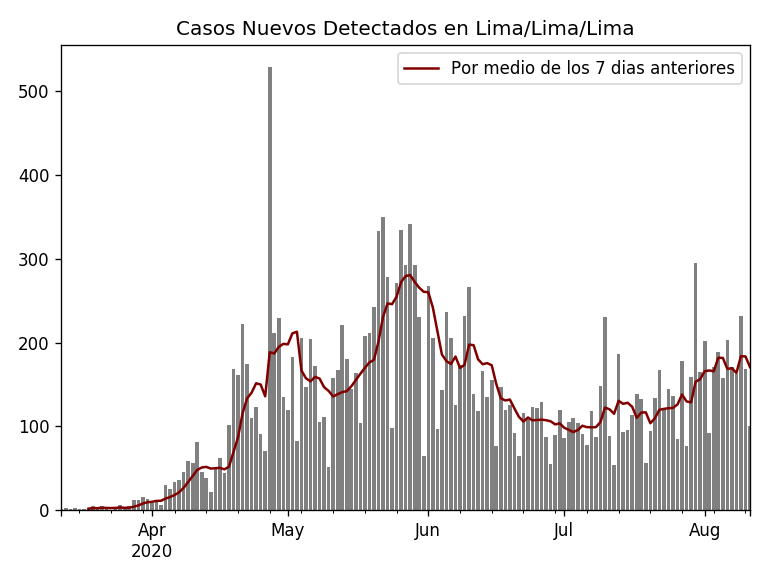 Casos Nuevos Detectados en Lima/Lima/Lima
Por medio de los 7 dias anteriores
500
400
300
200
100
0
Apr
2020
May
Jun
Jul
Aug